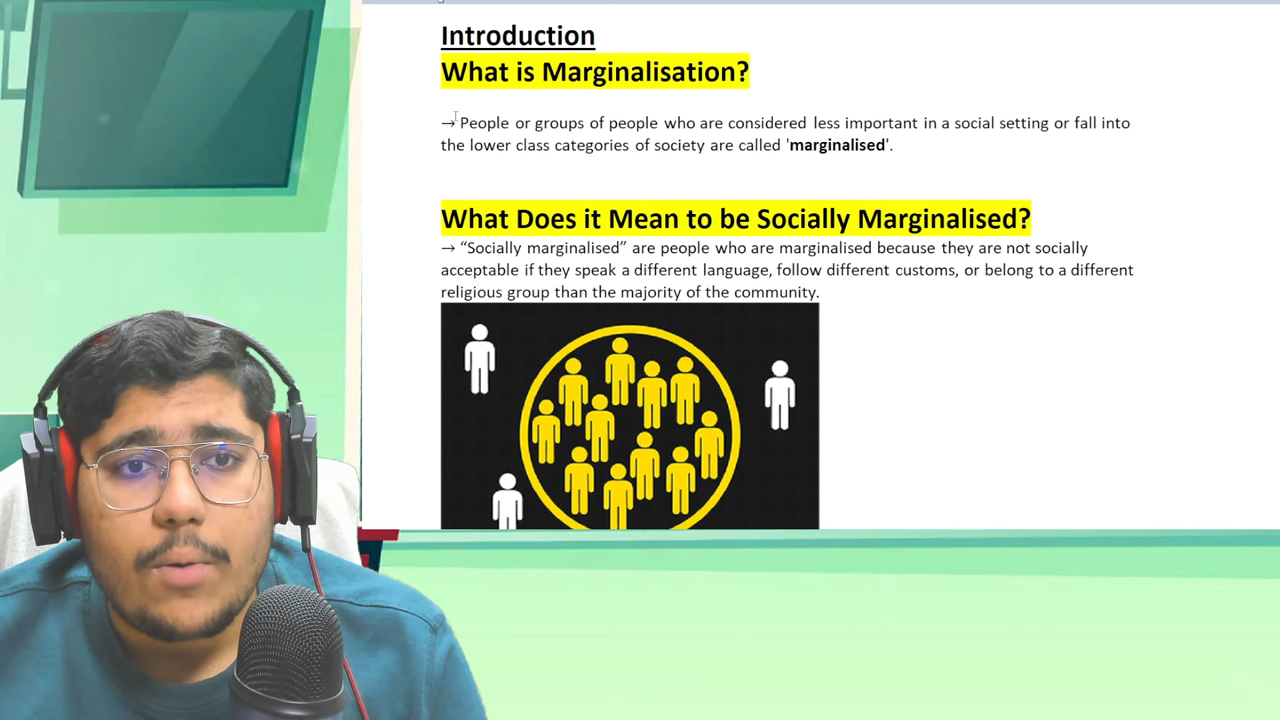 Introduction
What is Marginalisation?
→People or groups of people who are considered less important in a social setting or fall into
the lower class categories of society are called 'marginalised'.
What Does it Mean to be Socially Marginalised?
→ “Socially marginalised” are people who are marginalised because they are not socially
acceptable if they speak a different language, follow different customs, or belong to a different
religious group than the majority of the community.